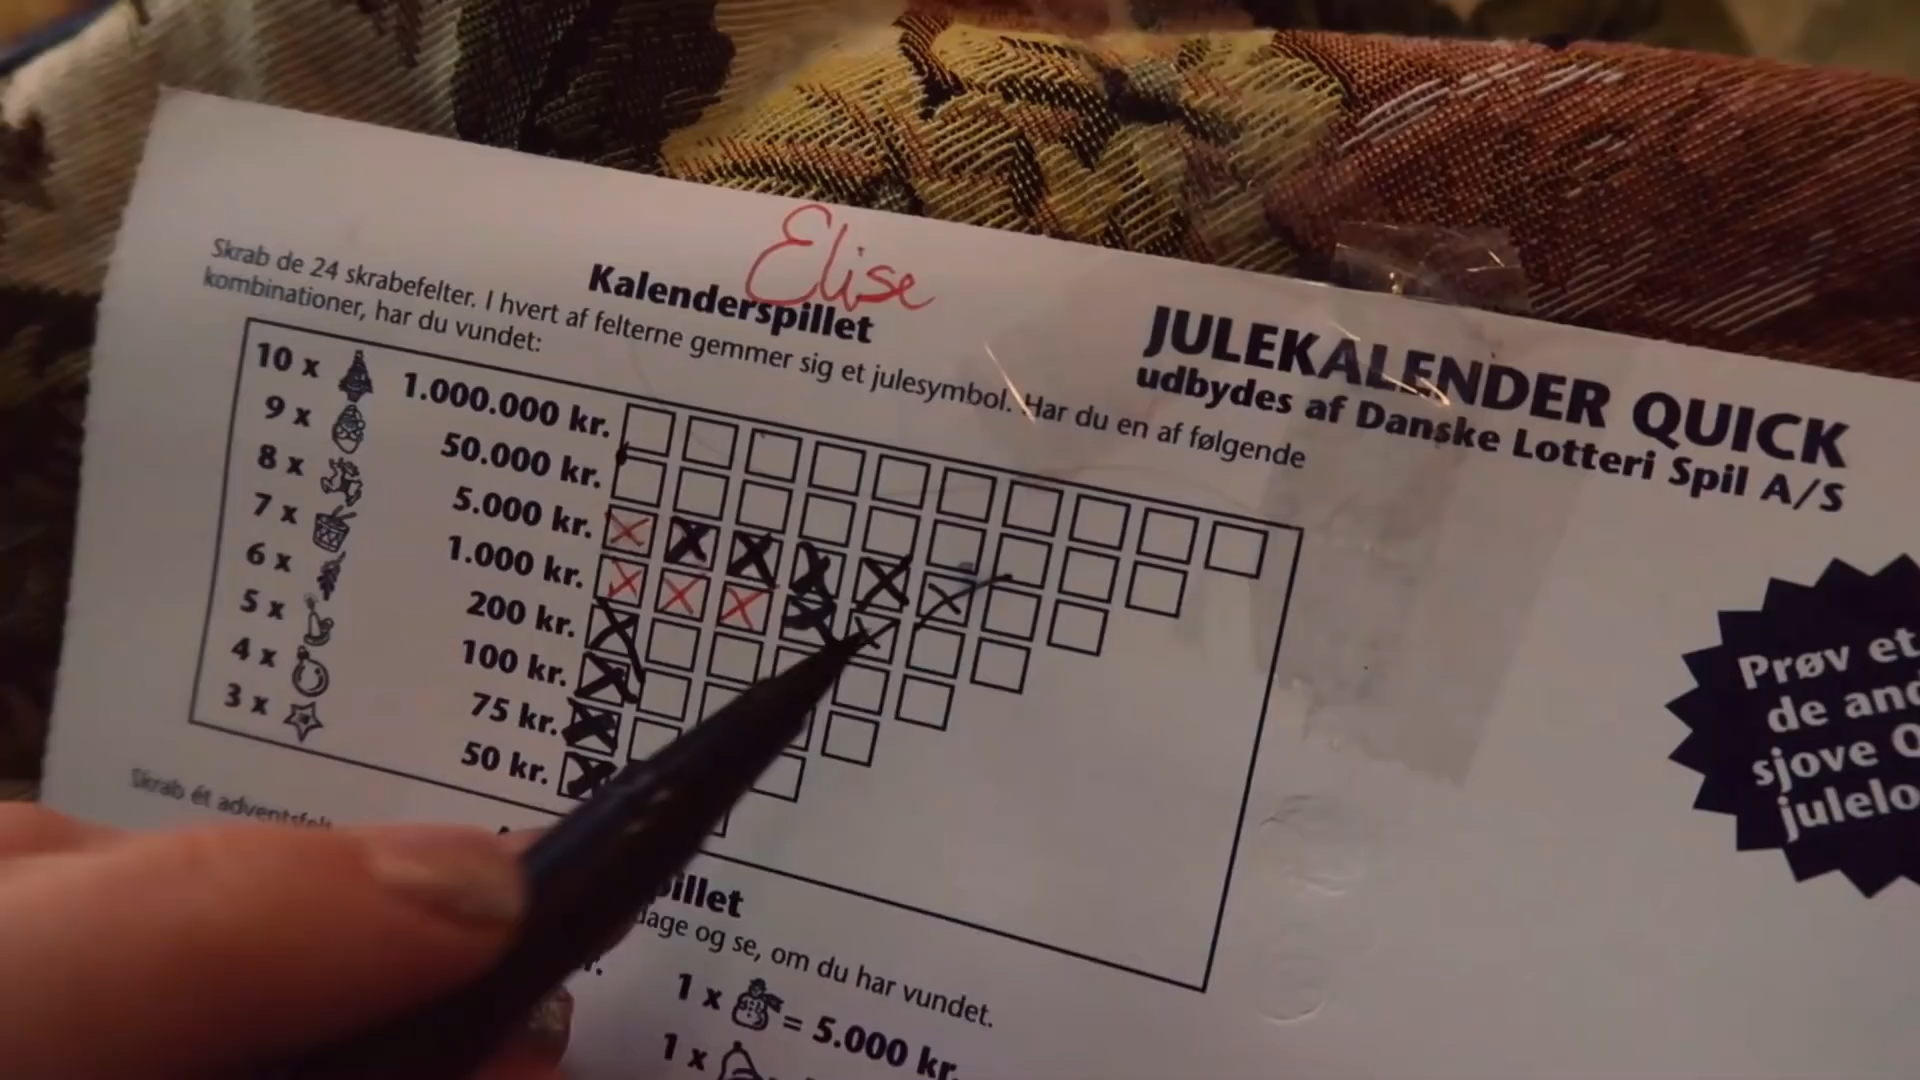 Elise
Kalenderspillet
Skrab de 24 skrabefelter. I hvert af felterne gemmer sig et julesymbol. Har du en af følgende
kombinationer, har du vundet:
10 x 1.000.000 kr.
9 x 50.000 kr.
8 x 5.000 kr.
7 x 1.000 kr.
6 x 200 kr.
5 x 100 kr.
4 x 75 kr.
3 x 50 kr.
Skrab ét adventsfelt
pillet
dage og se, om du har vundet.
1 x = 5.000 kr.
1 x
JULEKALENDER QUICK
udbydes af Danske Lotteri Spil A/S
Prøv et
de and
sjove Q
julelo